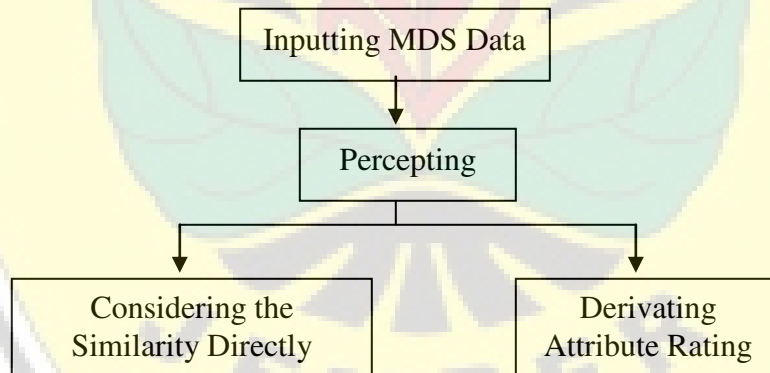 Inputting MDS Data
Percepting
Considering the
Similarity Directly
Derivating
Attribute Rating